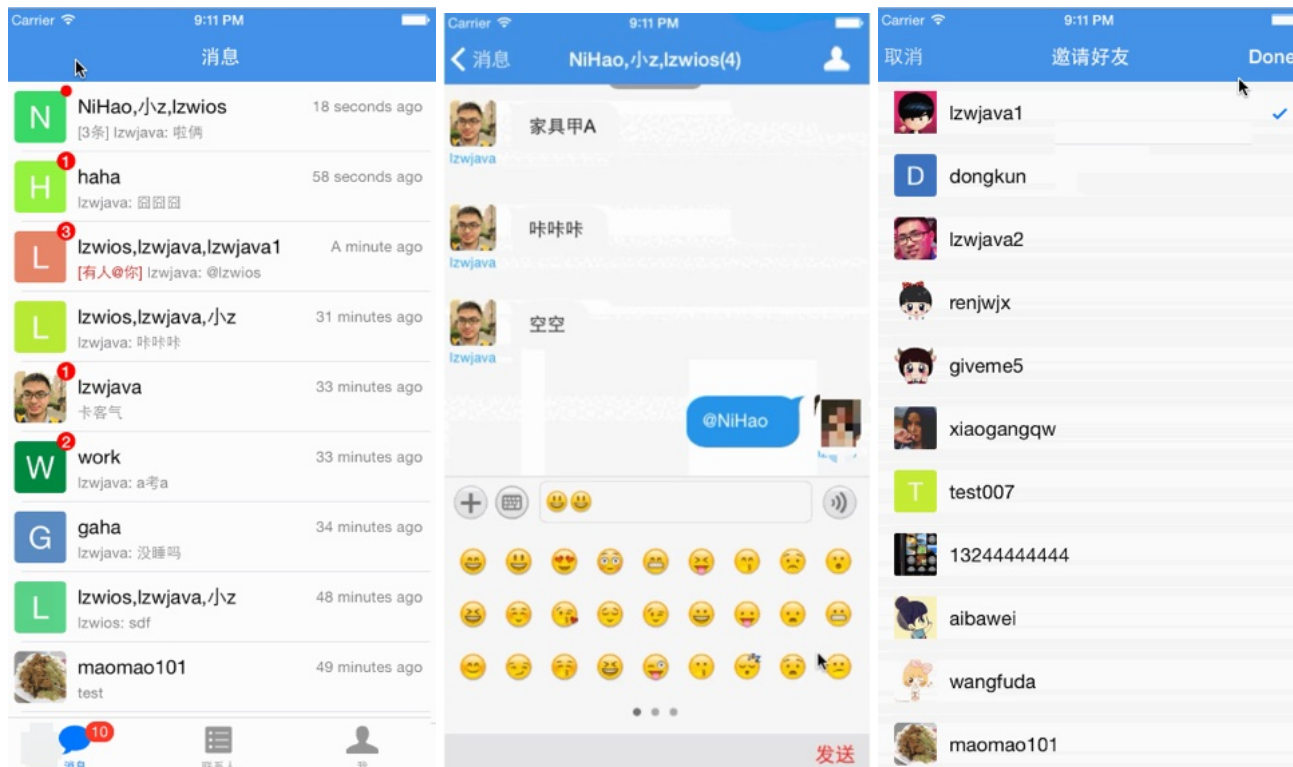 Carrier 9:11 PM
消息
N
NiHao,小z,lzwios 18 seconds ago
[3条] lzwjava: 啦俩
1
H
haha 58 seconds ago
lzwjava: 囧囧囧
3
L
lzwios,lzwjava,lzwjava1 A minute ago
[有人@你] lzwjava: @lzwios
L
lzwios,lzwjava,小z 31 minutes ago
lzwjava: 咔咔咔
1
lzwjava 33 minutes ago
卡客气
2
W
work 33 minutes ago
lzwjava: a考a
G
gaha 34 minutes ago
lzwjava: 没睡吗
L
lzwios,lzwjava,小z 48 minutes ago
lzwios: sdf
maomao101 49 minutes ago
test
10
消息 联系人 我
Carrier 9:11 PM
消息 NiHao,小z,lzwios(4)
家具甲A
lzwjava
咔咔咔
lzwjava
空空
lzwjava
@NiHao
发送
Carrier 9:11 PM
取消 邀请好友 Done
lzwjava1
D
dongkun
lzwjava2
renjwjx
giveme5
xiaogangqw
T
test007
13244444444
aibawei
wangfuda
maomao101